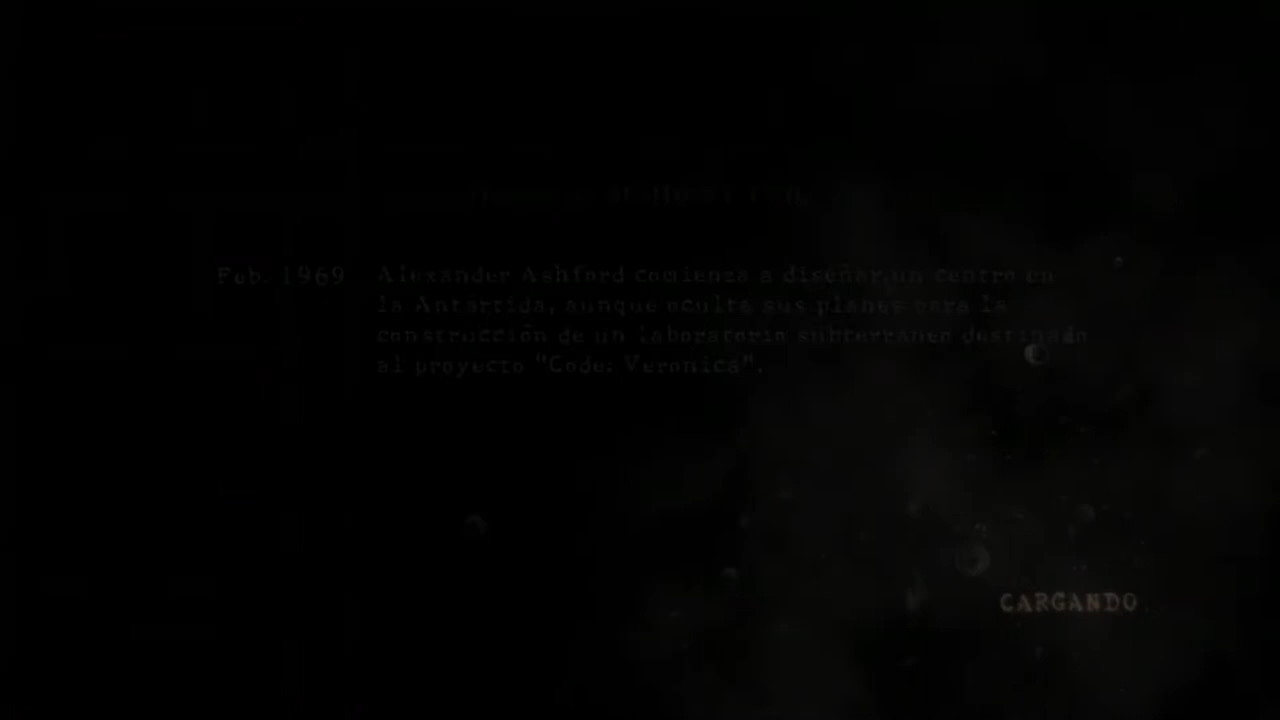 Feb. 1969
Alexander Ashford comienza a diseñar un centro en
la Antártida, aunque oculta sus planes para la
construcción de un laboratorio subterráneo destinado
al proyecto "Code: Veronica".
CARGANDO